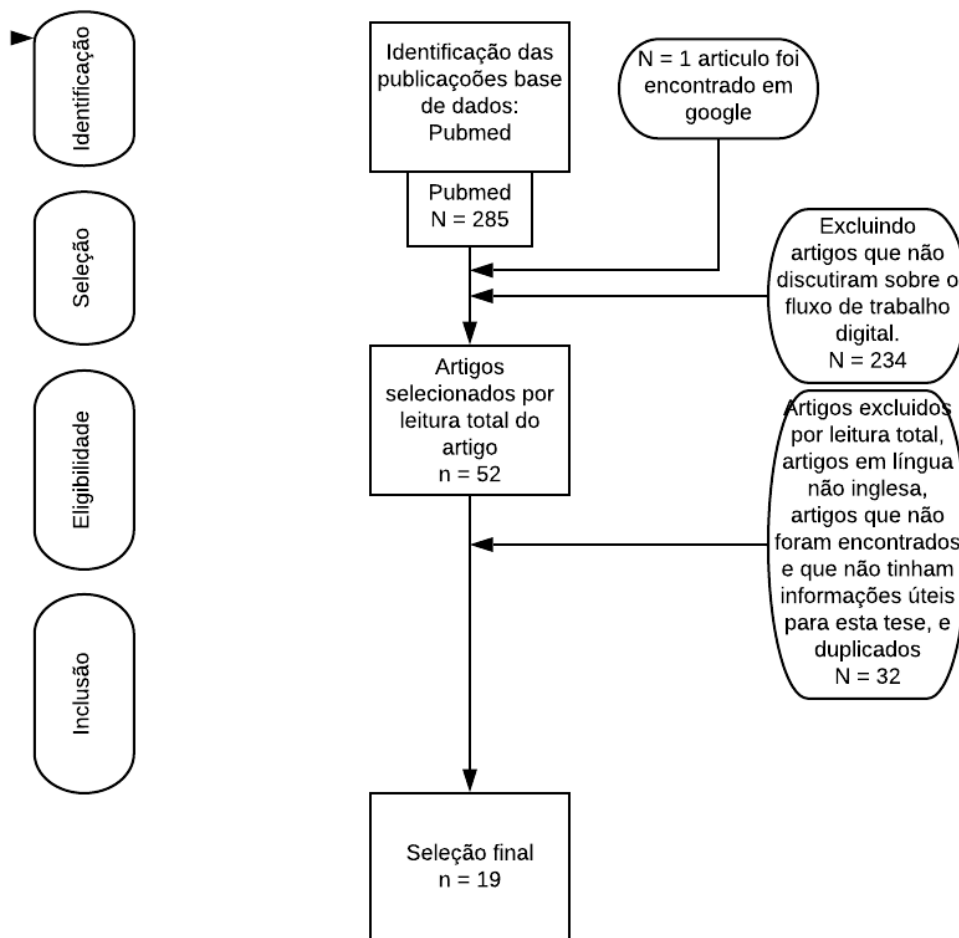 Identificação
Seleção
Eligibilidade
Inclusão
Identificação das
publicaçoões base
de dados:
Pubmed
Pubmed
N = 285
N = 1 articulo foi
encontrado em
google
Excluindo
artigos que não
discutiram sobre o
fluxo de trabalho
digital.
N = 234
Artigos
selecionados por
leitura total do
artigo
n = 52
Artigos excluidos
por leitura total,
artigos em língua
não inglesa,
artigos que não
foram encontrados
e que não tinham
informações úteis
para esta tese, e
duplicados
N = 32
Seleção final
n = 19